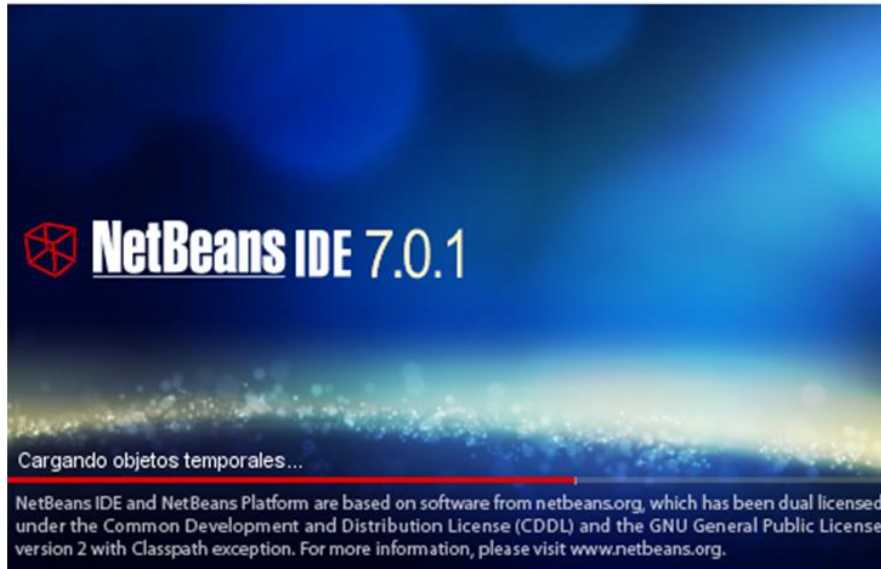 NetBeans IDE 7.0.1
Cargando objetos temporales...
NetBeans IDE and NetBeans Platform are based on software from netbeans.org, which has been dual licensed
under the Common Development and Distribution License (CDDL) and the GNU General Public License
version 2 with Classpath exception. For more information, please visit www.netbeans.org.